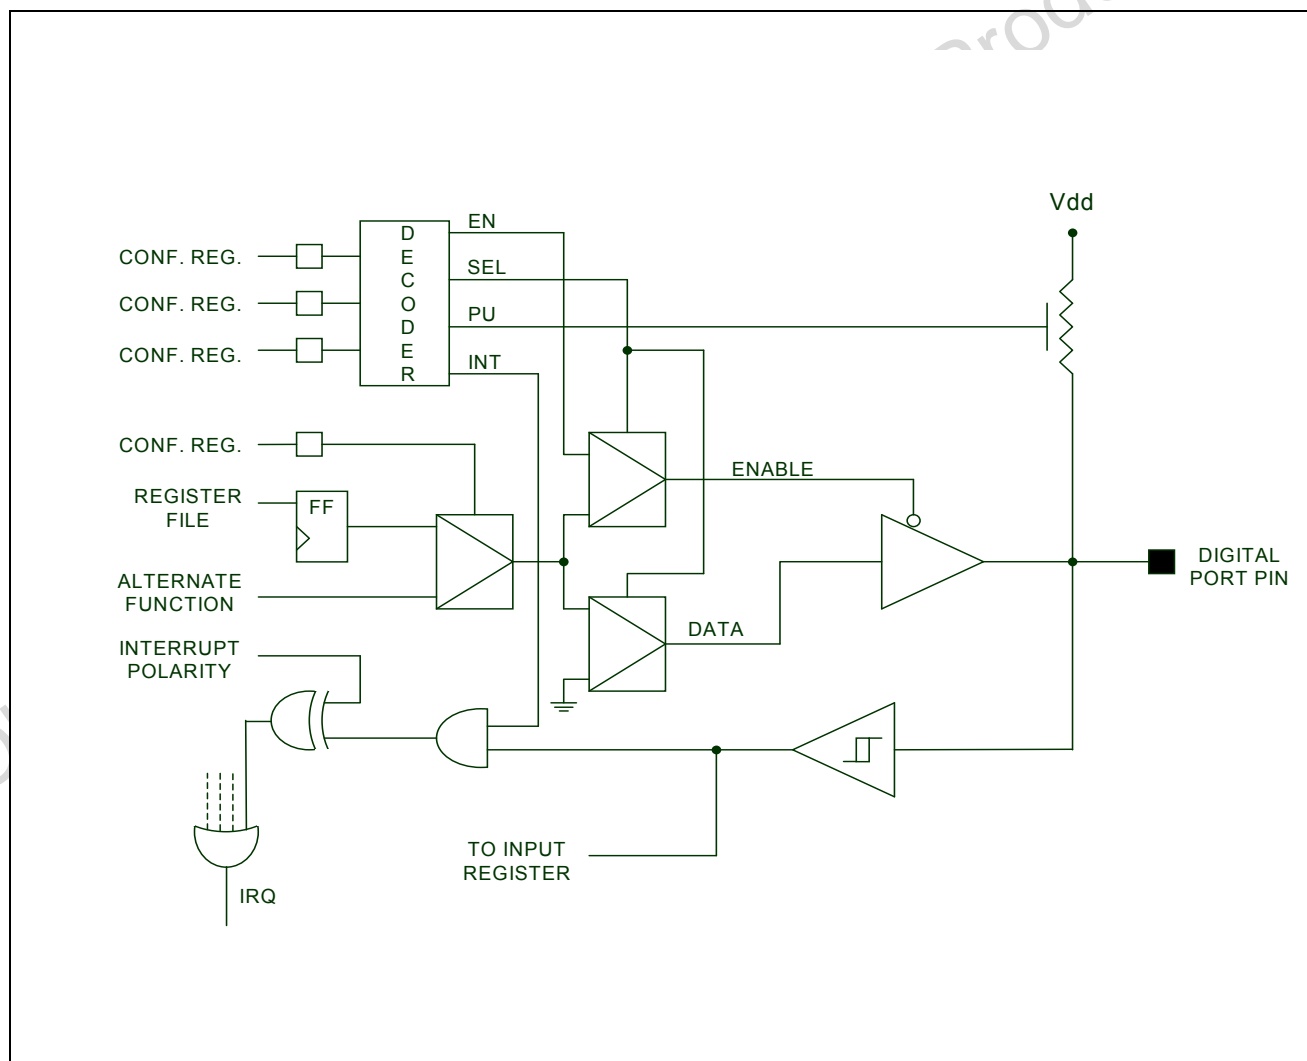 Vdd
EN
SEL
PU
INT
DECODER
CONF. REG.
CONF. REG.
CONF. REG.
CONF. REG.
REGISTER
FILE
FF
ALTERNATE
FUNCTION
INTERRUPT
POLARITY
ENABLE
DATA
DIGITAL
PORT PIN
TO INPUT
REGISTER
IRQ